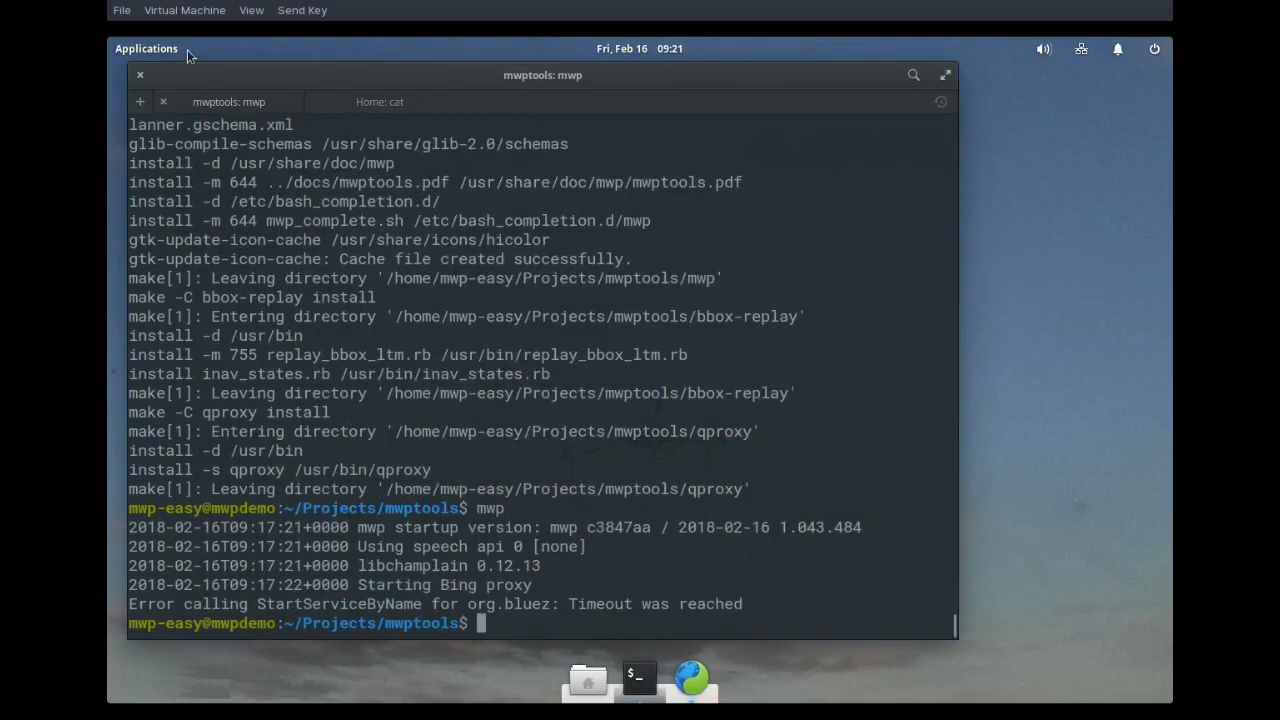 File Virtual Machine View Send Key
Applications Fri, Feb 16 09:21
mwptools: mwp
mwptools: mwp Home: cat
lanner.gschema.xml
glib-compile-schemas /usr/share/glib-2.0/schemas
install -d /usr/share/doc/mwp
install -m 644 ../docs/mwptools.pdf /usr/share/doc/mwp/mwptools.pdf
install -d /etc/bash_completion.d/
install -m 644 mwp_complete.sh /etc/bash_completion.d/mwp
gtk-update-icon-cache /usr/share/icons/hicolor
gtk-update-icon-cache: Cache file created successfully.
make[1]: Leaving directory '/home/mwp-easy/Projects/mwptools/mwp'
make -C bbox-replay install
make[1]: Entering directory '/home/mwp-easy/Projects/mwptools/bbox-replay'
install -d /usr/bin
install -m 755 replay_bbox_ltm.rb /usr/bin/replay_bbox_ltm.rb
install inav_states.rb /usr/bin/inav_states.rb
make[1]: Leaving directory '/home/mwp-easy/Projects/mwptools/bbox-replay'
make -C qproxy install
make[1]: Entering directory '/home/mwp-easy/Projects/mwptools/qproxy'
install -d /usr/bin
install -s qproxy /usr/bin/qproxy
make[1]: Leaving directory '/home/mwp-easy/Projects/mwptools/qproxy'
mwp-easy@mwpdemo:~/Projects/mwptools$ mwp
2018-02-16T09:17:21+0000 mwp startup version: mwp c3847aa / 2018-02-16 1.043.484
2018-02-16T09:17:21+0000 Using speech api 0 [none]
2018-02-16T09:17:21+0000 libchamplain 0.12.13
2018-02-16T09:17:22+0000 Starting Bing proxy
Error calling StartServiceByName for org.bluez: Timeout was reached
mwp-easy@mwpdemo:~/Projects/mwptools$
$_